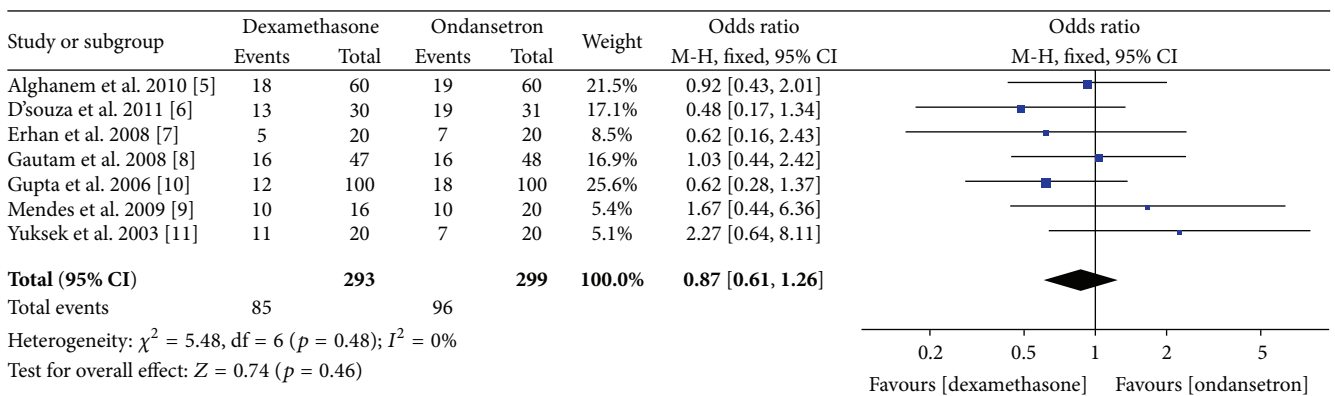 Study or subgroup Dexamethasone Ondansetron Weight Odds ratio Odds ratio
Events Total Events Total M-H, fixed, 95% CI M-H, fixed, 95% CI
Alghanem et al. 2010 [5] 18 60 19 60 21.5% 0.92 [0.43, 2.01]
D'souza et al. 2011 [6] 13 30 19 31 17.1% 0.48 [0.17, 1.34]
Erhan et al. 2008 [7] 5 20 7 20 8.5% 0.62 [0.16, 2.43]
Gautam et al. 2008 [8] 16 47 16 48 16.9% 1.03 [0.44, 2.42]
Gupta et al. 2006 [10] 12 100 18 100 25.6% 0.62 [0.28, 1.37]
Mendes et al. 2009 [9] 10 16 10 20 5.4% 1.67 [0.44, 6.36]
Yuksek et al. 2003 [11] 11 20 7 20 5.1% 2.27 [0.64, 8.11]
Total (95% CI) 293 299 100.0% 0.87 [0.61, 1.26]
Total events 85 96
Heterogeneity: χ² = 5.48, df = 6 (p = 0.48); I² = 0%
Test for overall effect: Z = 0.74 (p = 0.46)
0.2 0.5 1 2 5
Favours [dexamethasone] Favours [ondansetron]